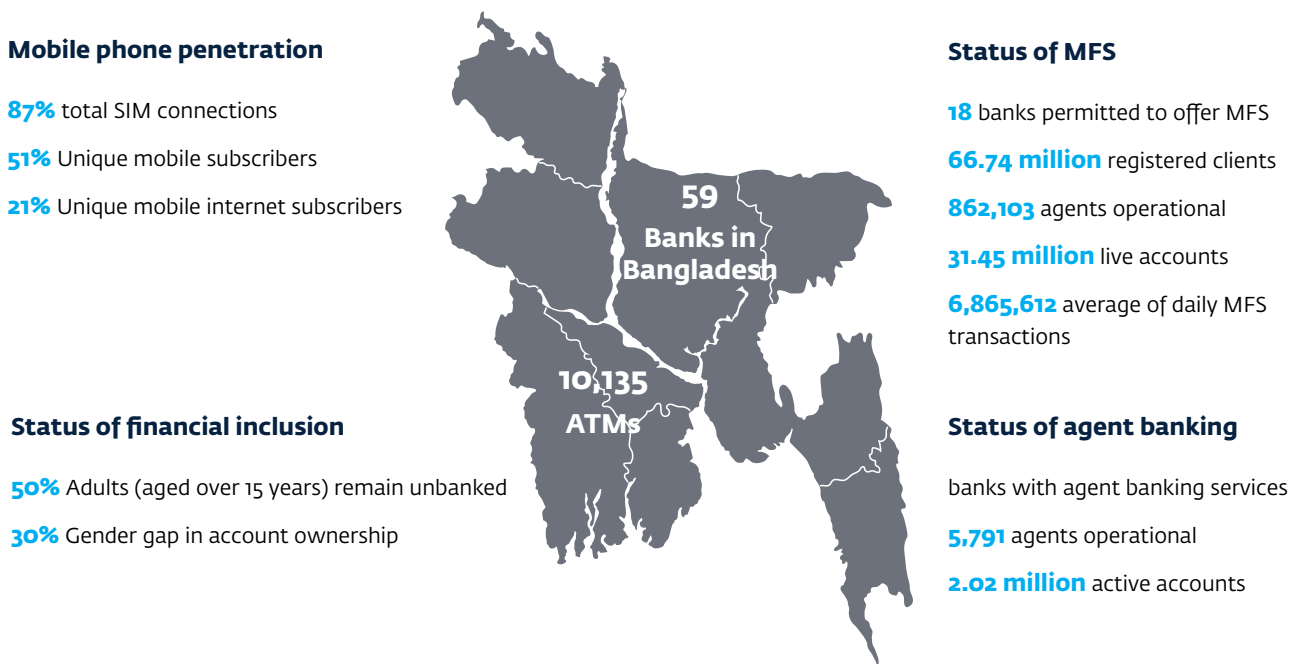 Mobile phone penetration
87% total SIM connections
51% Unique mobile subscribers
21% Unique mobile internet subscribers
Status of financial inclusion
50% Adults (aged over 15 years) remain unbanked
30% Gender gap in account ownership
59
Banks in
Bangladesh
10,135
ATMs
Status of MFS
18 banks permitted to offer MFS
66.74 million registered clients
862,103 agents operational
31.45 million live accounts
6,865,612 average of daily MFS
transactions
Status of agent banking
banks with agent banking services
5,791 agents operational
2.02 million active accounts